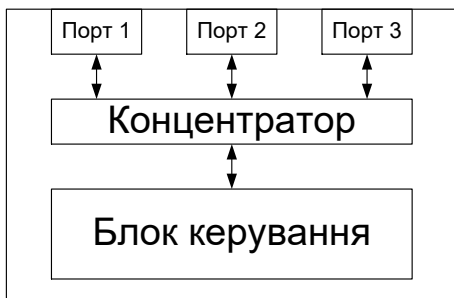 Порт 1 Порт 2 Порт 3
Концентратор
Блок керування